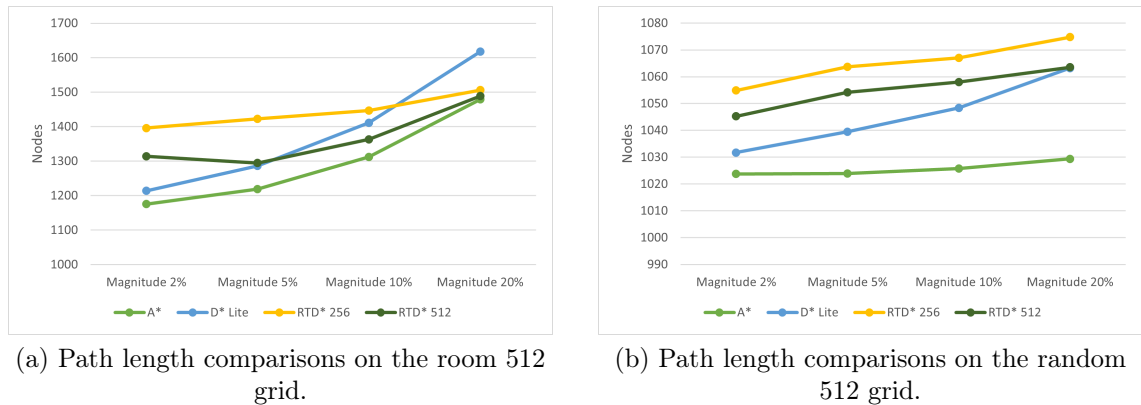 1700
1600
1500
1400
1300
1200
1100
1000
Nodes
Magnitude 2% Magnitude 5% Magnitude 10% Magnitude 20%
A* D* Lite RTD* 256 RTD* 512
(a) Path length comparisons on the room 512
grid.
1080
1070
1060
1050
1040
1030
1020
1010
1000
990
Nodes
Magnitude 2% Magnitude 5% Magnitude 10% Magnitude 20%
A* D* Lite RTD* 256 RTD* 512
(b) Path length comparisons on the random
512 grid.